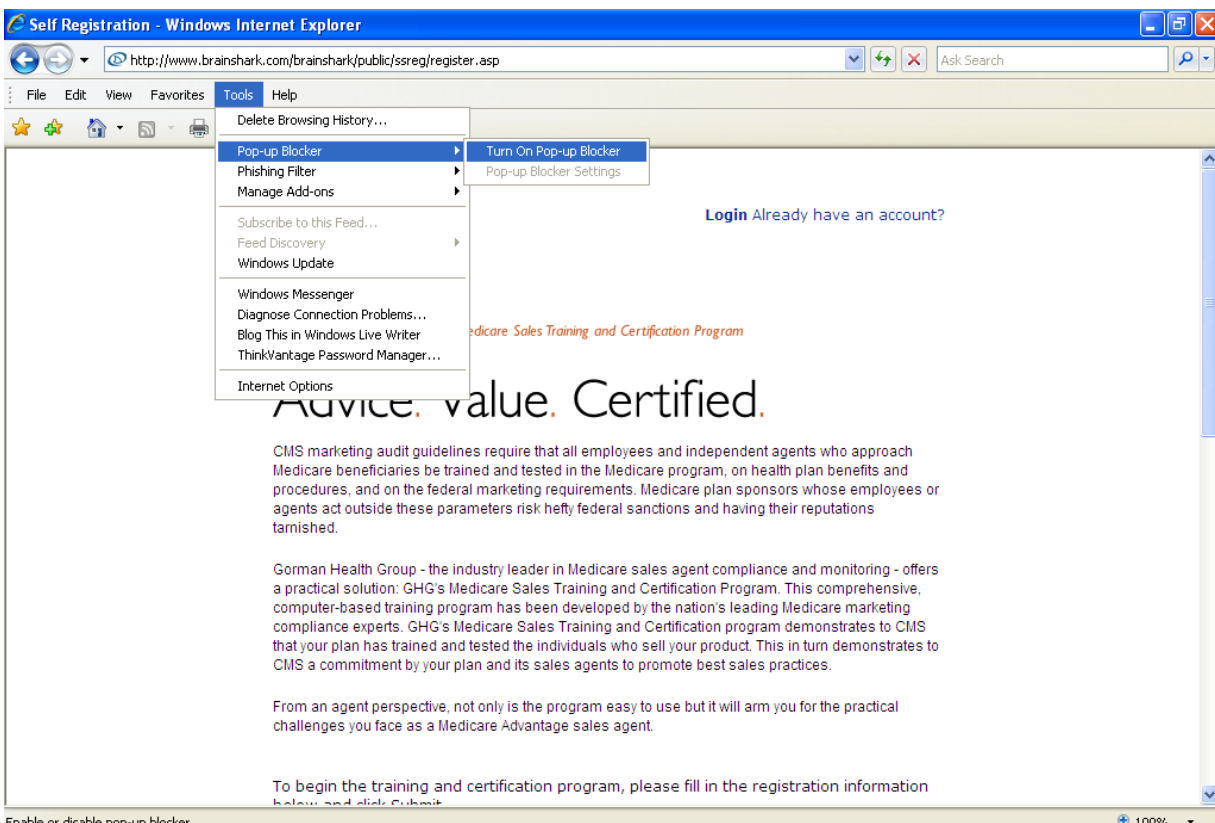 Self Registration - Windows Internet Explorer
http://www.brainshark.com/brainshark/public/ssreg/register.asp
Ask Search
File Edit View Favorites Tools Help
Delete Browsing History...
Pop-up Blocker
Turn On Pop-up Blocker
Phishing Filter
Pop-up Blocker Settings
Manage Add-ons
Subscribe to this Feed...
Feed Discovery
Windows Update
Windows Messenger
Diagnose Connection Problems...
Blog This in Windows Live Writer
ThinkVantage Password Manager...
Internet Options
Login Already have an account?
edicare Sales Training and Certification Program
Advice. Value. Certified.
CMS marketing audit guidelines require that all employees and independent agents who approach
Medicare beneficiaries be trained and tested in the Medicare program, on health plan benefits and
procedures, and on the federal marketing requirements. Medicare plan sponsors whose employees or
agents act outside these parameters risk hefty federal sanctions and having their reputations
tarnished.
Gorman Health Group - the industry leader in Medicare sales agent compliance and monitoring - offers
a practical solution: GHG's Medicare Sales Training and Certification Program. This comprehensive,
computer-based training program has been developed by the nation's leading Medicare marketing
compliance experts. GHG's Medicare Sales Training and Certification program demonstrates to CMS
that your plan has trained and tested the individuals who sell your product. This in turn demonstrates to
CMS a commitment by your plan and its sales agents to promote best sales practices.
From an agent perspective, not only is the program easy to use but it will arm you for the practical
challenges you face as a Medicare Advantage sales agent.
To begin the training and certification program, please fill in the registration information
below and click Submit
Enable or disable pop-up blocker
100%